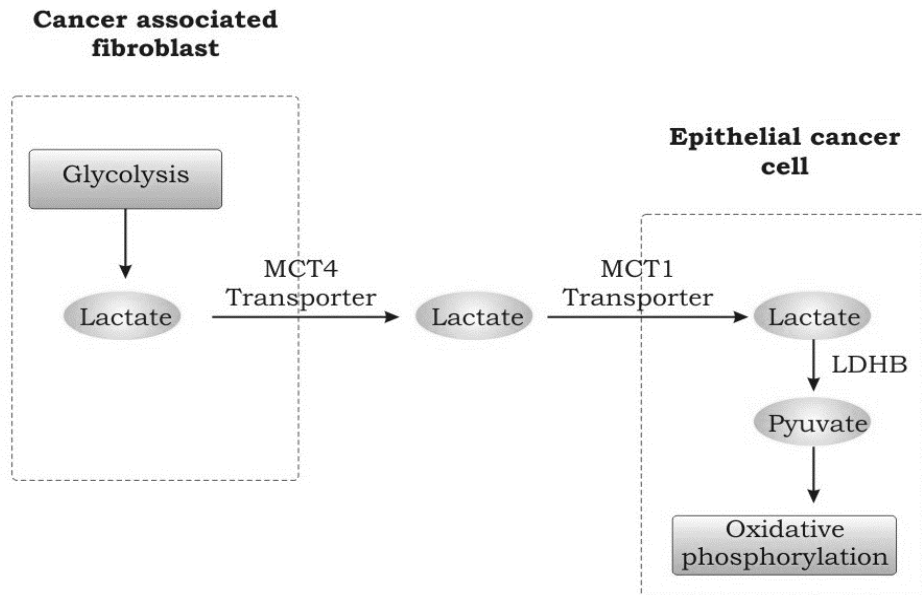 Cancer associated
fibroblast
Epithelial cancer
cell
Glycolysis
MCT4
Transporter
MCT1
Transporter
Lactate
Lactate
Lactate
LDHB
Pyuvate
Oxidative
phosphorylation